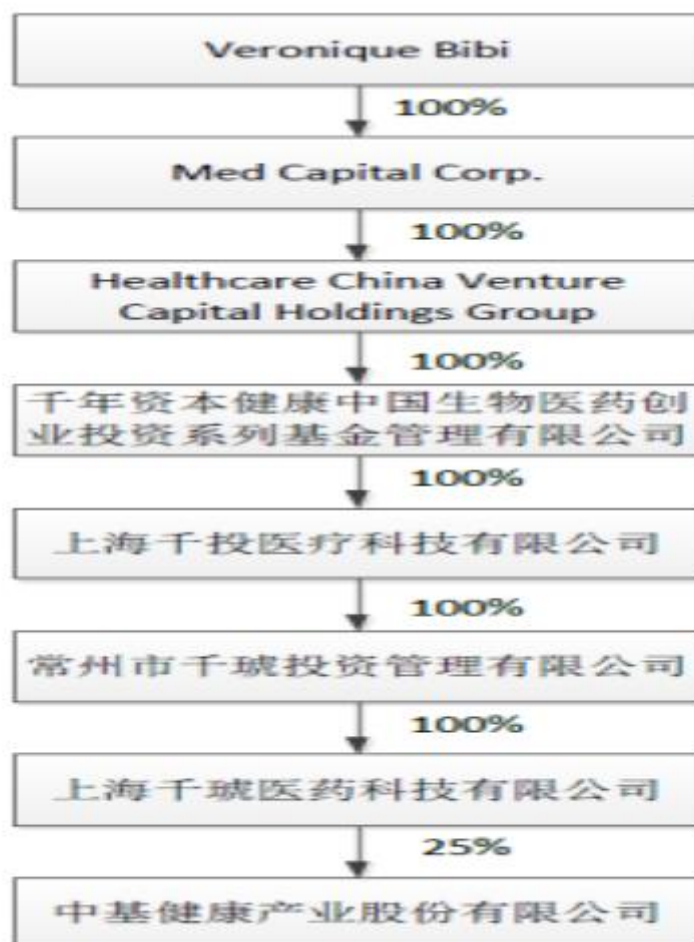 Veronique Bibi
100%
Med Capital Corp.
100%
Healthcare China Venture
Capital Holdings Group
100%
千年资本健康中国生物医药创
业投资系列基金管理有限公司
100%
上海千投医疗科技有限公司
100%
常州市千琥投资管理有限公司
100%
上海千琥医药科技有限公司
25%
中基健康产业股份有限公司